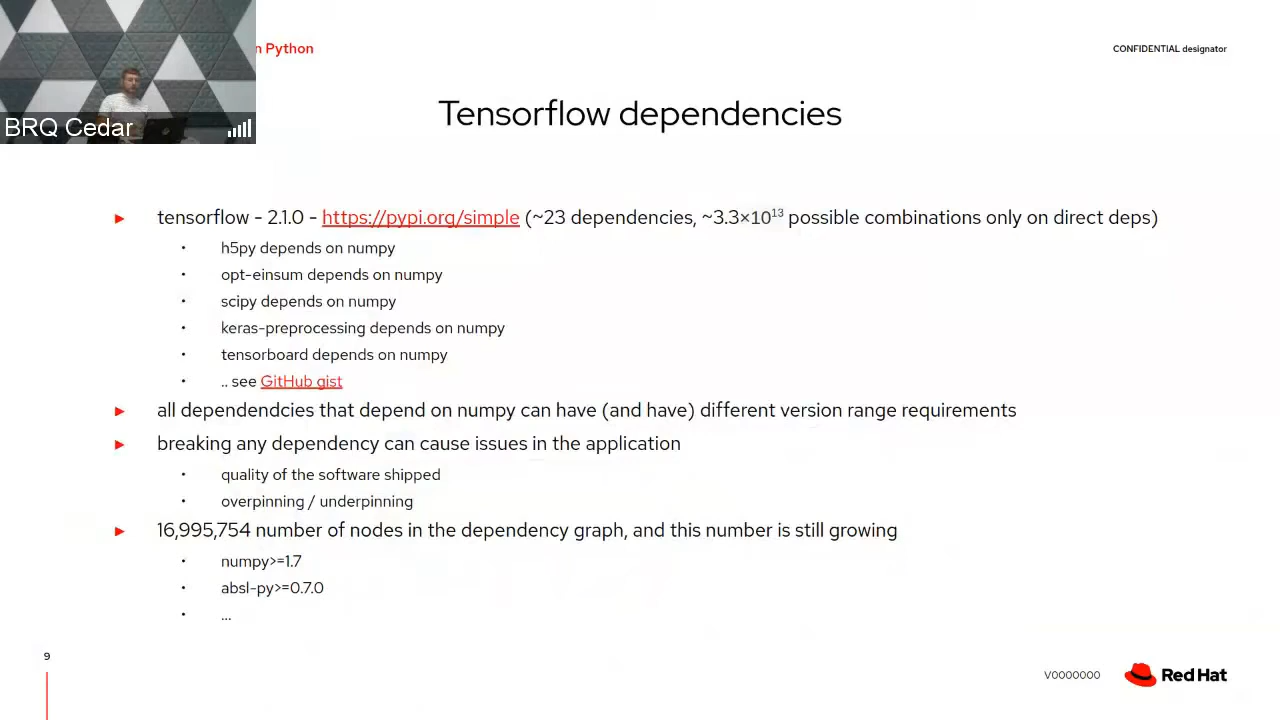 n Python
CONFIDENTIAL designator
BRQ Cedar
Tensorflow dependencies
► tensorflow - 2.1.0 - https://pypi.org/simple (~23 dependencies, ~3.3×10¹³ possible combinations only on direct deps)
• h5py depends on numpy
• opt-einsum depends on numpy
• scipy depends on numpy
• keras-preprocessing depends on numpy
• tensorboard depends on numpy
• .. see GitHub gist
► all dependendcies that depend on numpy can have (and have) different version range requirements
► breaking any dependency can cause issues in the application
• quality of the software shipped
• overpinning / underpinning
► 16,995,754 number of nodes in the dependency graph, and this number is still growing
• numpy>=1.7
• absl-py>=0.7.0
• ...
9
V0000000
Red Hat